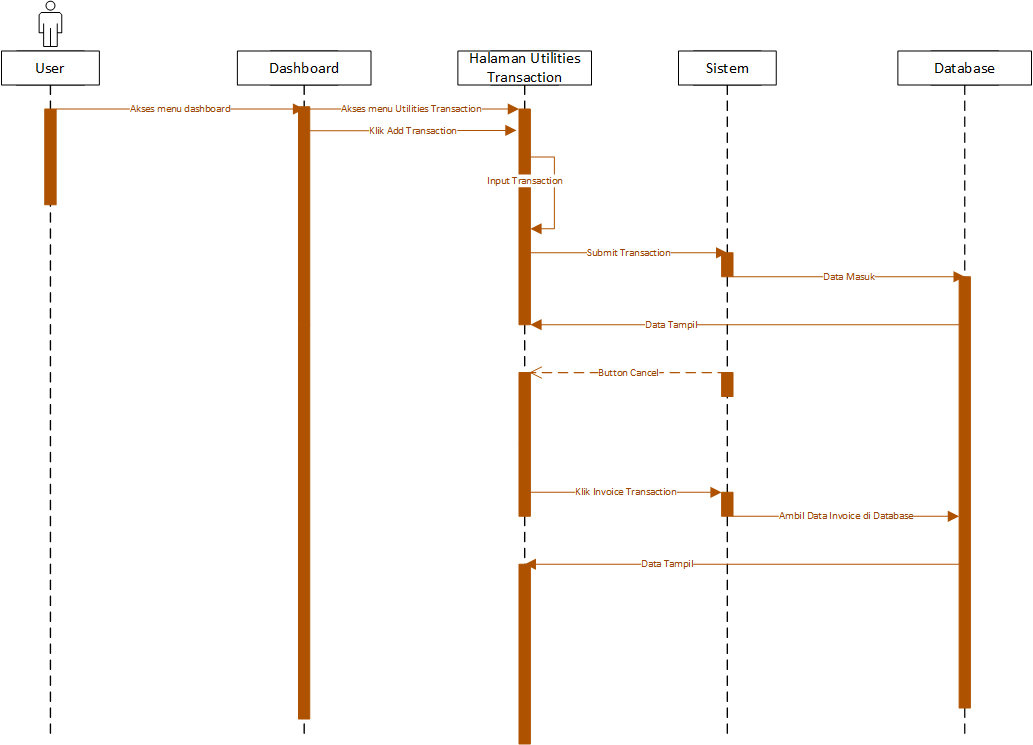 User
Dashboard
Halaman Utilities
Transaction
Sistem
Database
Akses menu dashboard
Akses menu Utilities Transaction
Klik Add Transaction
Input Transaction
Submit Transaction
Data Masuk
Data Tampil
Button Cancel
Klik Invoice Transaction
Ambil Data Invoice di Database
Data Tampil